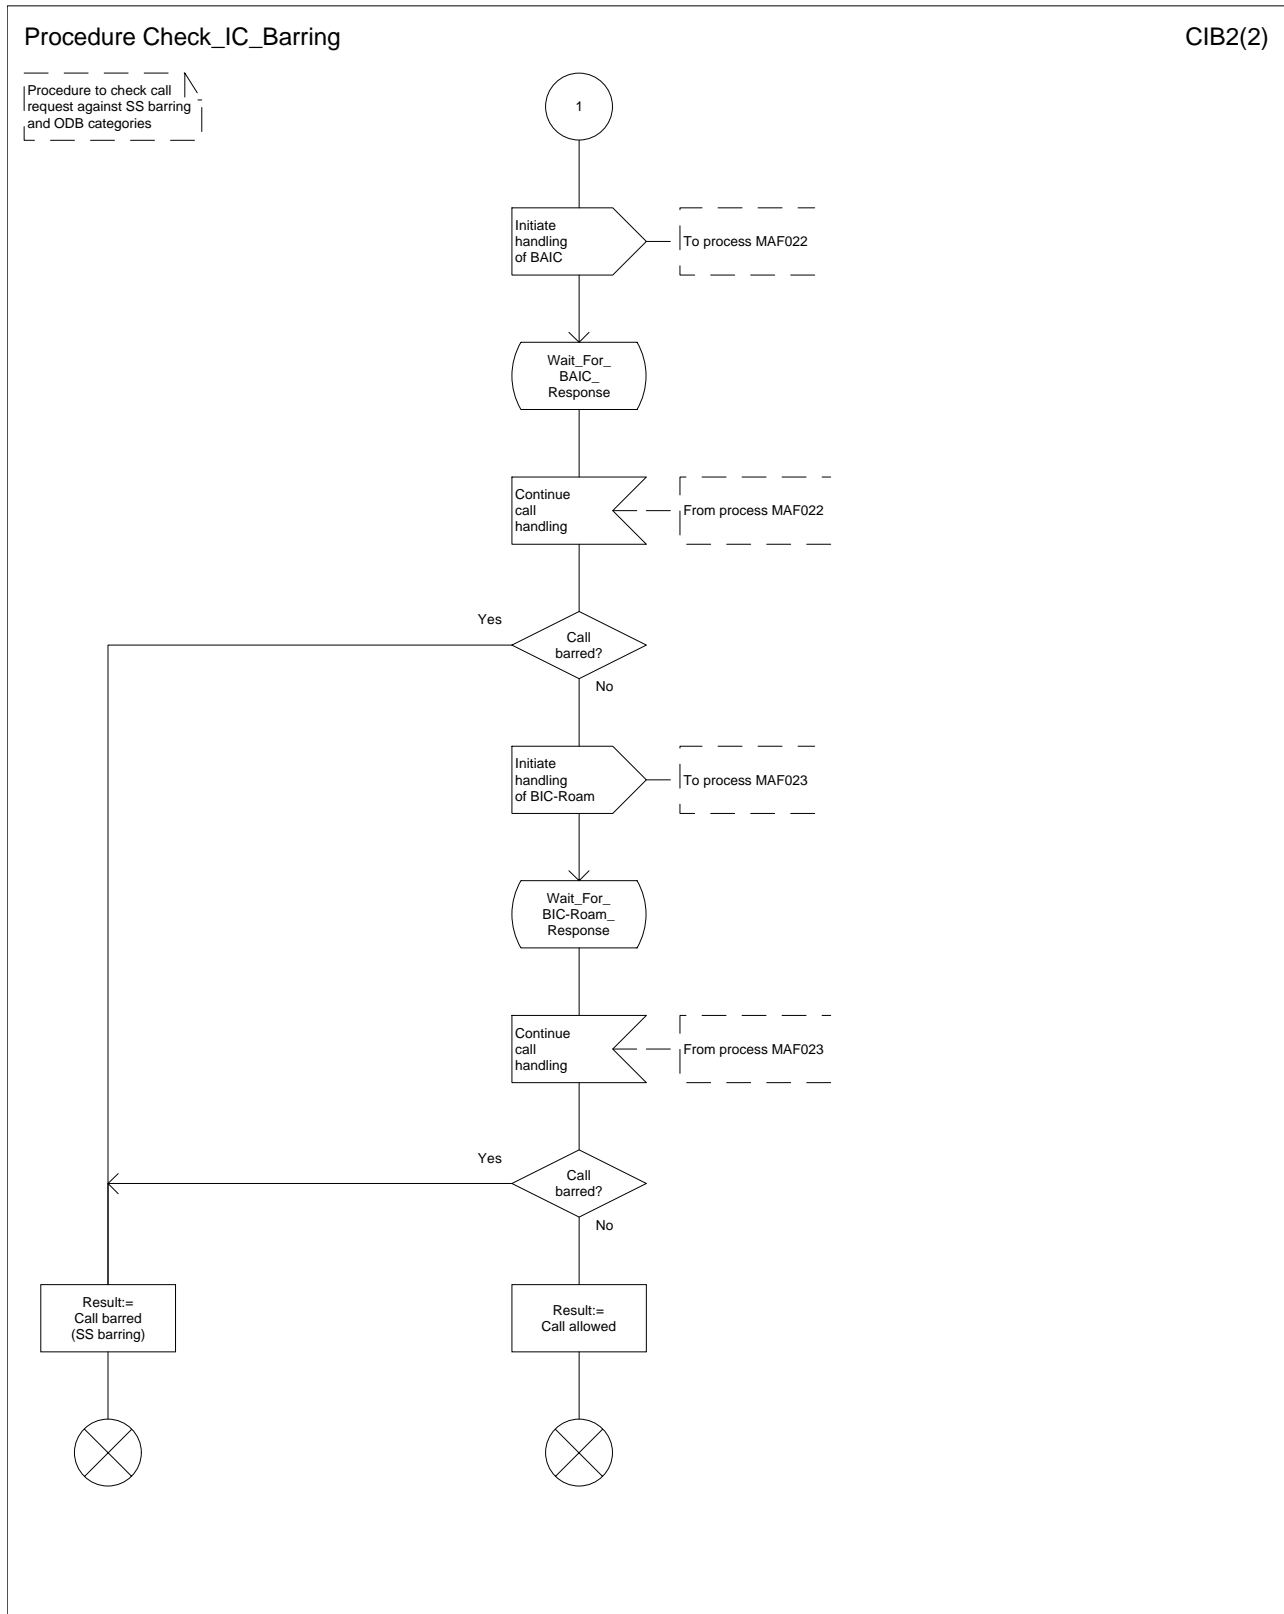 Procedure Check_IC_Barring
CIB2(2)
Procedure to check call
request against SS barring
and ODB categories
1
Initiate
handling
of BAIC
To process MAF022
Wait_For_
BAIC_
Response
Continue
call
handling
From process MAF022
Yes
Call
barred?
No
Initiate
handling
of BIC-Roam
To process MAF023
Wait_For_
BIC-Roam_
Response
Continue
call
handling
From process MAF023
Yes
Call
barred?
No
Result:=
Call barred
(SS barring)
Result:=
Call allowed